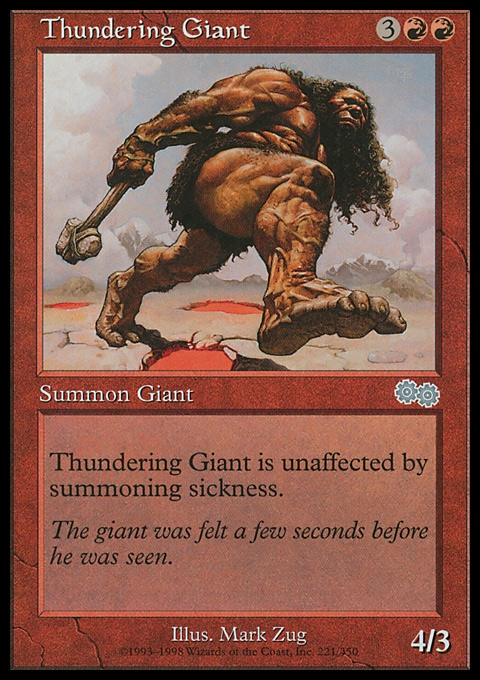 Thundering Giant 3
Summon Giant
Thundering Giant is unaffected by
summoning sickness.
The giant was felt a few seconds before
he was seen.
Illus. Mark Zug
©1993–1998 Wizards of the Coast, Inc. 221/350
4/3